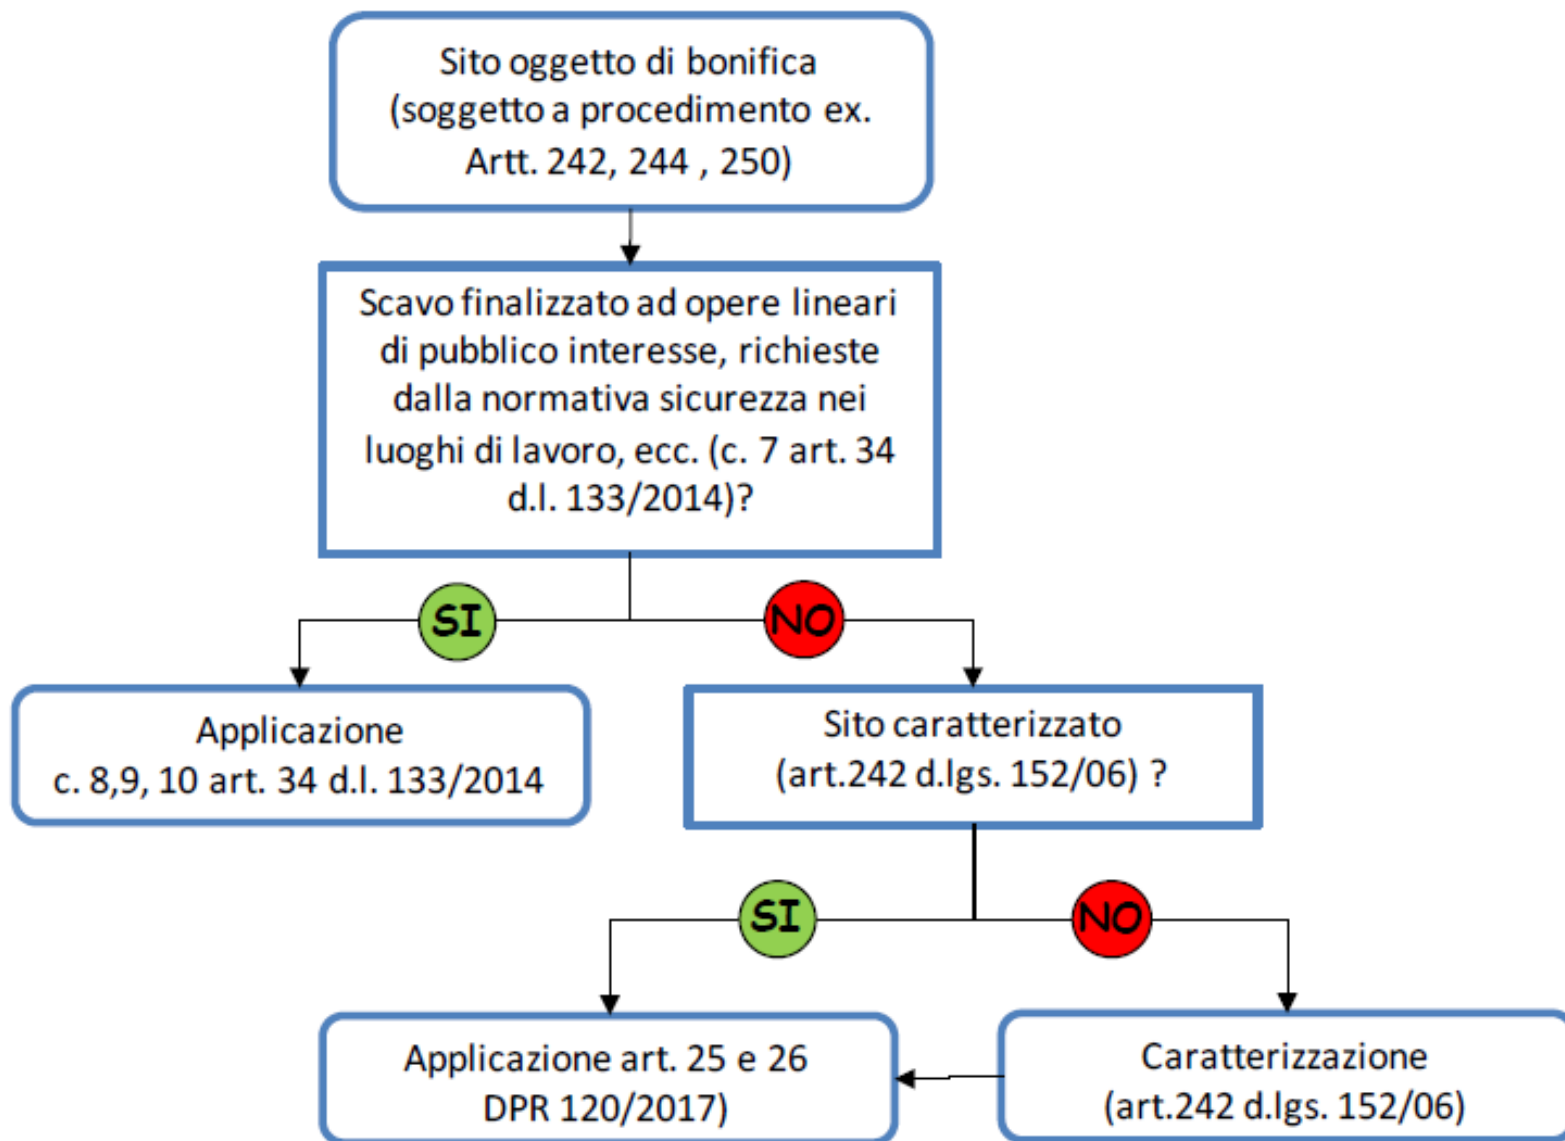 Sito oggetto di bonifica
(soggetto a procedimento ex.
Artt. 242, 244 , 250)
Scavo finalizzato ad opere lineari
di pubblico interesse, richieste
dalla normativa sicurezza nei
luoghi di lavoro, ecc. (c. 7 art. 34
d.l. 133/2014)?
SI
NO
Applicazione
c. 8,9, 10 art. 34 d.l. 133/2014
Sito caratterizzato
(art.242 d.lgs. 152/06) ?
SI
NO
Applicazione art. 25 e 26
DPR 120/2017)
Caratterizzazione
(art.242 d.lgs. 152/06)